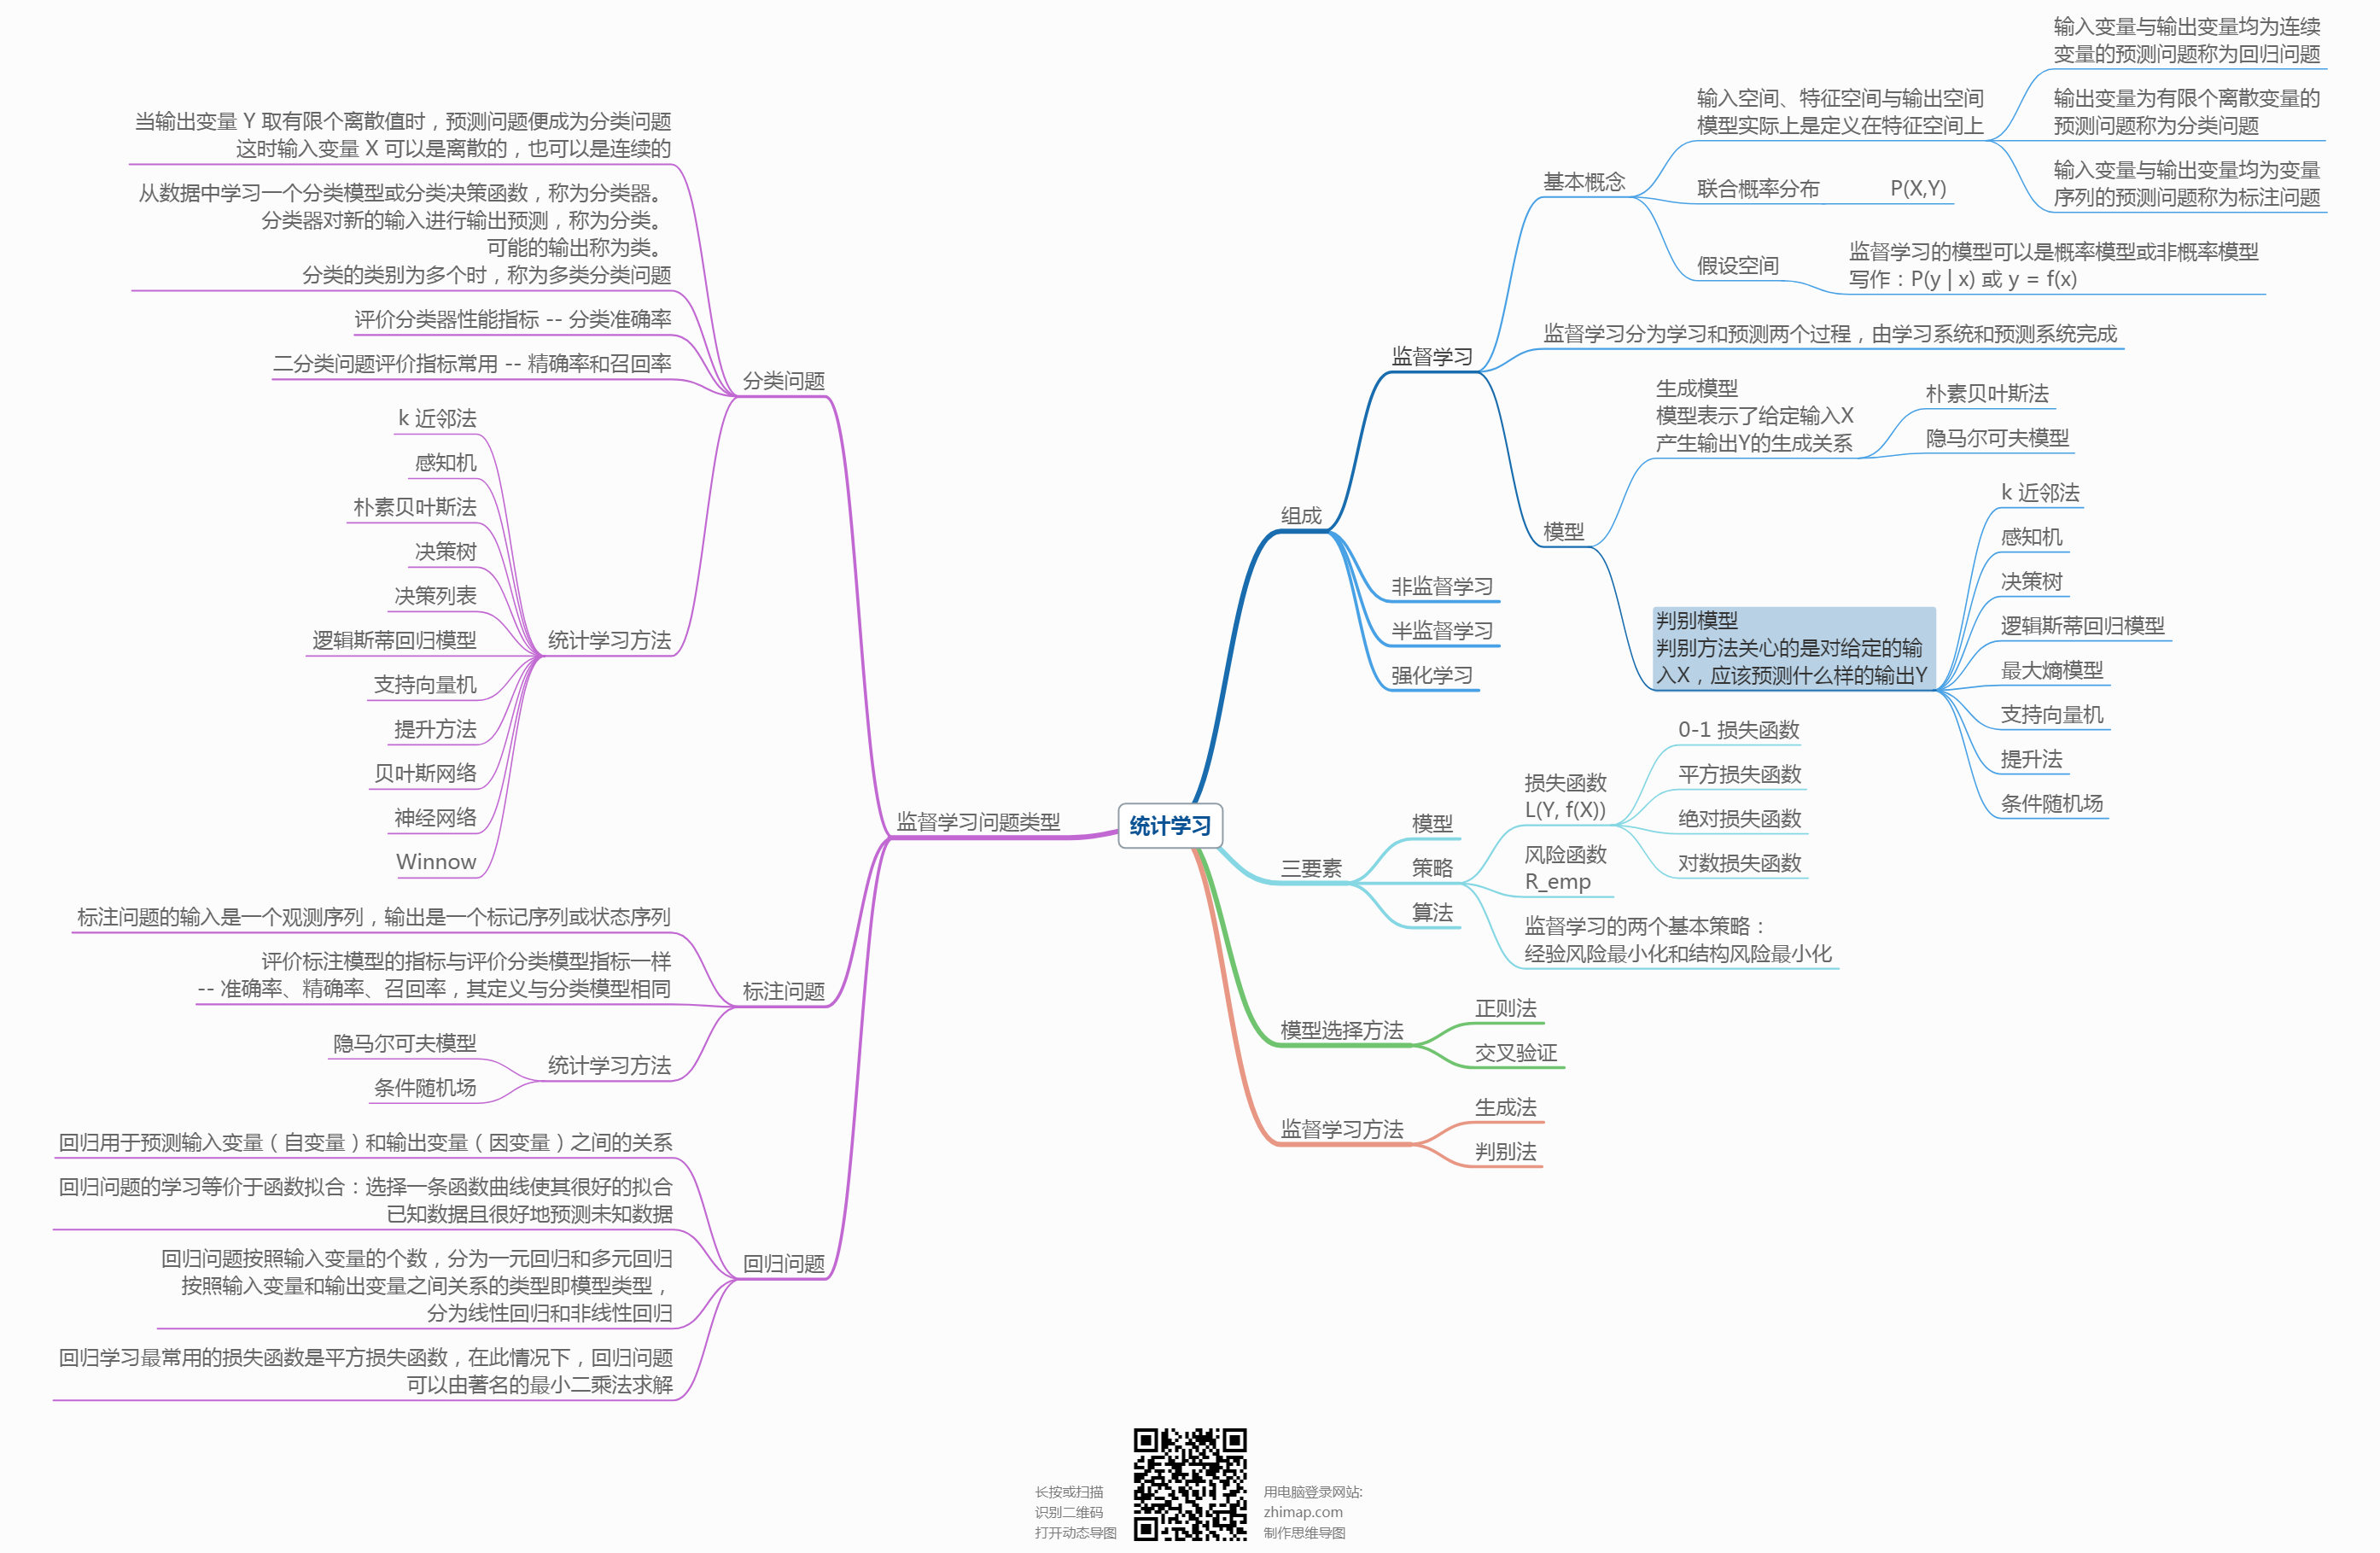 统计学习
组成
监督学习
基本概念
输入空间、特征空间与输出空间
模型实际上是定义在特征空间上
输入变量与输出变量均为连续
变量的预测问题称为回归问题
输出变量为有限个离散变量的
预测问题称为分类问题
输入变量与输出变量均为变量
序列的预测问题称为标注问题
联合概率分布
P(X,Y)
假设空间
监督学习的模型可以是概率模型或非概率模型
写作：P(y | x) 或 y = f(x)
监督学习分为学习和预测两个过程，由学习系统和预测系统完成
模型
生成模型
模型表示了给定输入X
产生输出Y的生成关系
朴素贝叶斯法
隐马尔可夫模型
判别模型
判别方法关心的是对给定的输
入X，应该预测什么样的输出Y
k 近邻法
感知机
决策树
逻辑斯蒂回归模型
最大熵模型
支持向量机
提升法
条件随机场
非监督学习
半监督学习
强化学习
三要素
模型
策略
损失函数
L(Y, f(X))
0-1 损失函数
平方损失函数
绝对损失函数
对数损失函数
风险函数
R_emp
监督学习的两个基本策略：
经验风险最小化和结构风险最小化
算法
模型选择方法
正则法
交叉验证
监督学习方法
生成法
判别法
监督学习问题类型
分类问题
当输出变量 Y 取有限个离散值时，预测问题便成为分类问题
这时输入变量 X 可以是离散的，也可以是连续的
从数据中学习一个分类模型或分类决策函数，称为分类器。
分类器对新的输入进行输出预测，称为分类。
可能的输出称为类。
分类的类别为多个时，称为多类分类问题
评价分类器性能指标 -- 分类准确率
二分类问题评价指标常用 -- 精确率和召回率
统计学习方法
k 近邻法
感知机
朴素贝叶斯法
决策树
决策列表
逻辑斯蒂回归模型
支持向量机
提升方法
贝叶斯网络
神经网络
Winnow
标注问题
标注问题的输入是一个观测序列，输出是一个标记序列或状态序列
评价标注模型的指标与评价分类模型指标一样
-- 准确率、精确率、召回率，其定义与分类模型相同
统计学习方法
隐马尔可夫模型
条件随机场
回归问题
回归用于预测输入变量（自变量）和输出变量（因变量）之间的关系
回归问题的学习等价于函数拟合：选择一条函数曲线使其很好的拟合
已知数据且很好地预测未知数据
回归问题按照输入变量的个数，分为一元回归和多元回归
按照输入变量和输出变量之间关系的类型即模型类型，
分为线性回归和非线性回归
回归学习最常用的损失函数是平方损失函数，在此情况下，回归问题
可以由著名的最小二乘法求解
长按或扫描
识别二维码
打开动态导图
用电脑登录网站:
zhimap.com
制作思维导图